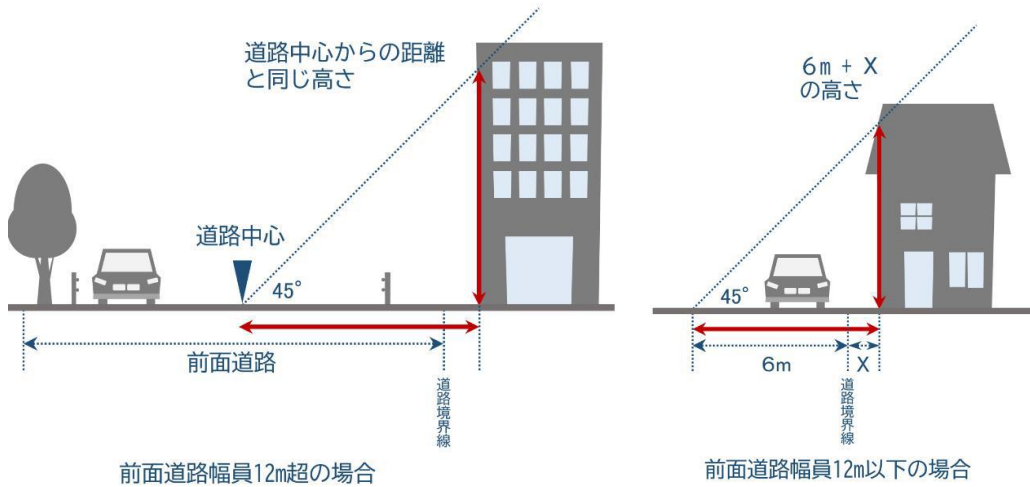 道路中心からの距離
と同じ高さ
道路中心
45°
前面道路
道路境界線
前面道路幅員12m超の場合
6m + X
の高さ
45°
6m
X
道路境界線
前面道路幅員12m以下の場合